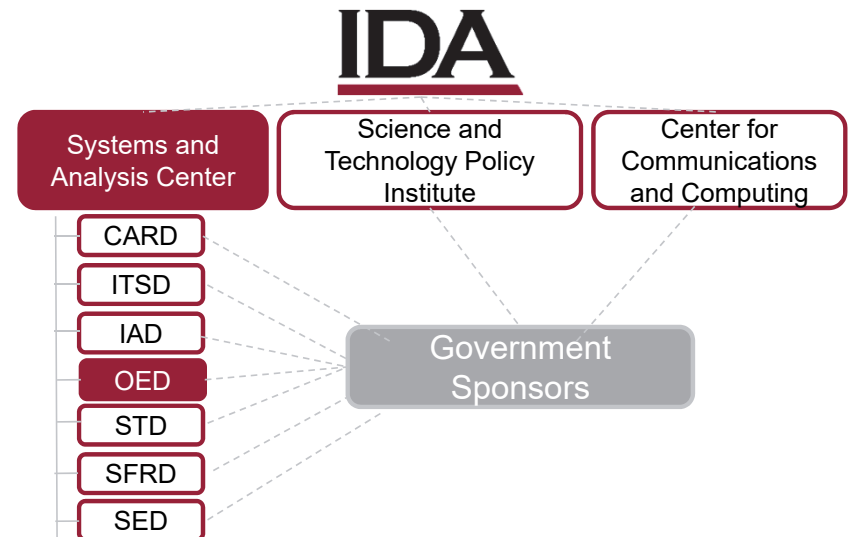 IDA
Systems and
Analysis Center
Science and
Technology Policy
Institute
Center for
Communications
and Computing
CARD
ITSD
IAD
OED
STD
SFRD
SED
Government
Sponsors